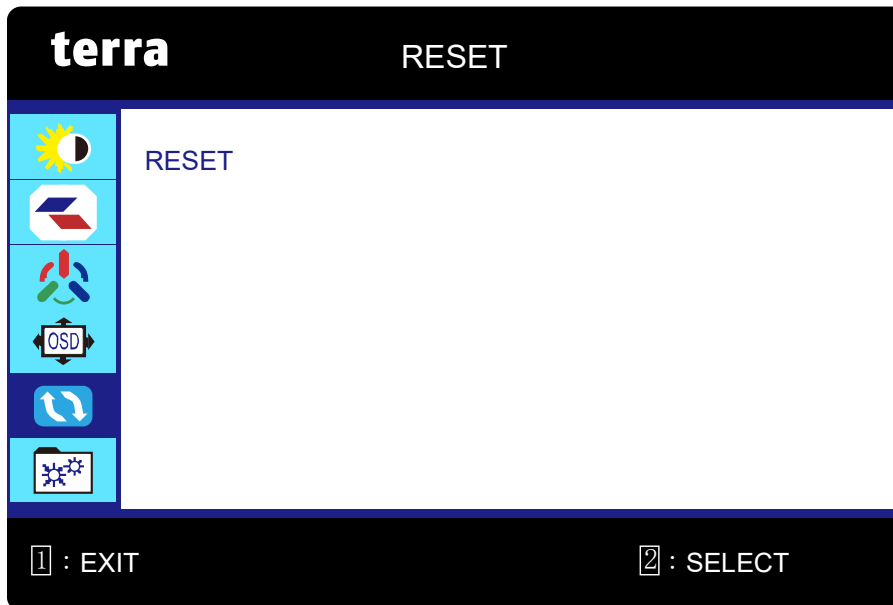 terra
RESET
RESET
OSD
1 : EXIT
2 : SELECT